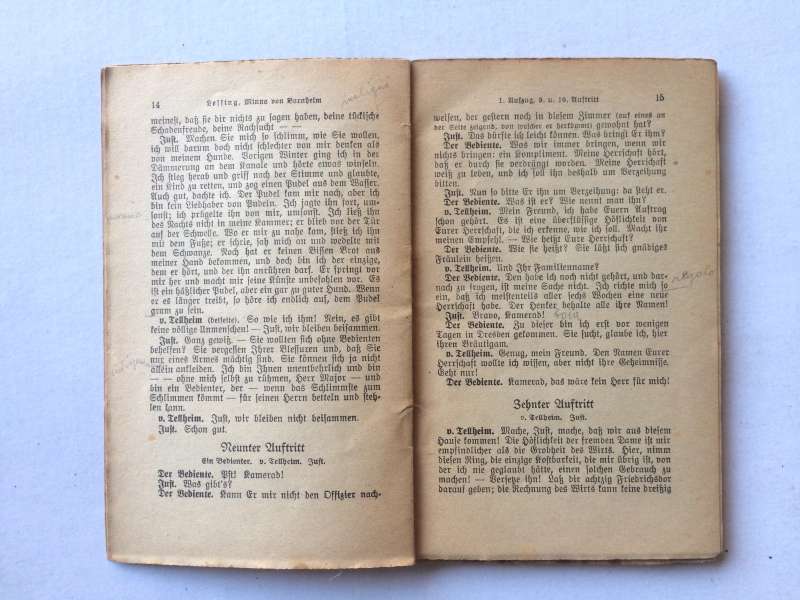 14 Lessing, Minna von Barnhelm
meinest, daß sie dir nichts zu sagen haben, deine tückische
Schadenfreude, deine Rachsucht — —
Just. Machen Sie mich so schlimm, wie Sie wollen,
ich will darum doch nicht schlechter von mir denken als
von meinem Hunde. Vorigen Winter ging ich in der
Dämmerung an dem Kanale und hörte etwas winseln.
Ich stieg herab und griff nach der Stimme und glaubte,
ein Kind zu retten, und zog einen Pudel aus dem Wasser.
Auch gut, dachte ich. Der Pudel kam mir nach, aber ich
bin kein Liebhaber von Pudeln. Ich jagte ihn fort, um-
sonst; ich prügelte ihn von mir, umsonst. Ich ließ ihn
des Nachts nicht in meine Kammer; er blieb vor der Tür
auf der Schwelle. Wo er mir zu nahe kam, stieß ich ihn
mit dem Fuße; er schrie, sah mich an und wedelte mit
dem Schwanze. Noch hat er keinen Bissen Brot aus
meiner Hand bekommen, und doch bin ich der einzige,
dem er hört, und der ihn anrühren darf. Er springt vor
mir her und macht mir seine Künste unbefohlen vor. Es
ist ein häßlicher Pudel, aber ein gar zu guter Hund. Wenn
er es länger treibt, so höre ich endlich auf, dem Pudel
gram zu sein.
v. Tellheim (beiseite). So wie ich ihm! Nein, es gibt
keine völlige Unmenschen! — Just, wir bleiben beisammen.
Just. Ganz gewiß. — Sie wollten sich ohne Bedienten
behelfen? Sie vergessen Ihrer Blessuren, und daß Sie
nur eines Armes mächtig sind. Sie können sich ja nicht
allein ankleiden. Ich bin Ihnen unentbehrlich und bin
— — ohne mich selbst zu rühmen, Herr Major — und
bin ein Bedienter, der — wenn das Schlimmste zum
Schlimmen kömmt — für seinen Herrn betteln und steh-
len kann.
v. Tellheim. Just, wir bleiben nicht beisammen.
Just. Schon gut.
Neunter Auftritt
Ein Bedienter. v. Tellheim. Just.
Der Bediente. Pst! Kamerad!
Just. Was gibt's?
Der Bediente. Kann Er mir nicht den Offizier nach-
1. Aufzug, 9. u. 10. Auftritt 15
weisen, der gestern noch in diesem Zimmer (auf eines an
der Seite zeigend, von welcher er herkömmt) gewohnt hat?
Just. Das dürfte ich leicht können. Was bringt Er ihm?
Der Bediente. Was wir immer bringen, wenn wir
nichts bringen: ein Kompliment. Meine Herrschaft hört,
daß er durch sie verdrängt worden. Meine Herrschaft
weiß zu leben, und ich soll ihn deshalb um Verzeihung
bitten.
Just. Nun so bitte Er ihn um Verzeihung; da steht er.
Der Bediente. Was ist er? Wie nennt man ihn?
v. Tellheim. Mein Freund, ich habe Euern Auftrag
schon gehört. Es ist eine überflüssige Höflichkeit von
Eurer Herrschaft, die ich erkenne, wie ich soll. Macht ihr
meinen Empfehl. — Wie heißt Eure Herrschaft?
Der Bediente. Wie sie heißt? Sie läßt sich gnädiges
Fräulein heißen.
v. Tellheim. Und ihr Familienname?
Der Bediente. Den habe ich noch nicht gehört, und dar-
nach zu fragen, ist meine Sache nicht. Ich richte mich so
ein, daß ich meistenteils aller sechs Wochen eine neue
Herrschaft habe. Der Henker behalte alle ihre Namen!
Just. Bravo, Kamerad!
Der Bediente. Zu dieser bin ich erst vor wenigen
Tagen in Dresden gekommen. Sie sucht, glaube ich, hier
ihren Bräutigam.
v. Tellheim. Genug, mein Freund. Den Namen Eurer
Herrschaft wollte ich wissen, aber nicht ihre Geheimnisse.
Geht nur!
Der Bediente. Kamerad, das wäre kein Herr für mich!
Zehnter Auftritt
v. Tellheim. Just.
v. Tellheim. Mache, Just, mache, daß wir aus diesem
Hause kommen! Die Höflichkeit der fremden Dame ist mir
empfindlicher als die Grobheit des Wirts. Hier, nimm
diesen Ring, die einzige Kostbarkeit, die mir übrig ist, von
der ich nie geglaubt hätte, einen solchen Gebrauch zu
machen! — Versetze ihn! Laß dir achtzig Friedrichsdor
darauf geben; die Rechnung des Wirts kann keine dreißig